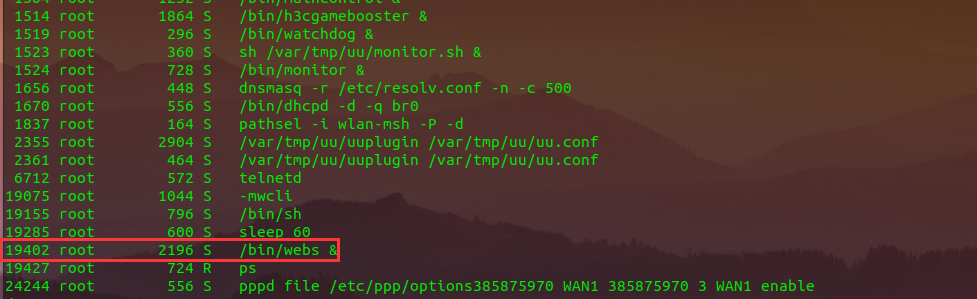 1514 root 1864 S /bin/h3cgamebooster &
1519 root 296 S /bin/watchdog &
1523 root 360 S sh /var/tmp/uu/monitor.sh &
1524 root 728 S /bin/monitor &
1656 root 448 S dnsmasq -r /etc/resolv.conf -n -c 500
1670 root 556 S /bin/dhcpd -d -q br0
1837 root 164 S pathsel -i wlan-msh -P -d
2355 root 2904 S /var/tmp/uu/uuplugin /var/tmp/uu/uu.conf
2361 root 464 S /var/tmp/uu/uuplugin /var/tmp/uu/uu.conf
6712 root 572 S telnetd
19075 root 1044 S -mwcli
19155 root 796 S /bin/sh
19285 root 600 S sleep 60
19402 root 2196 S /bin/webs &
19427 root 724 R ps
24244 root 556 S pppd file /etc/ppp/options385875970 WAN1 385875970 3 WAN1 enable